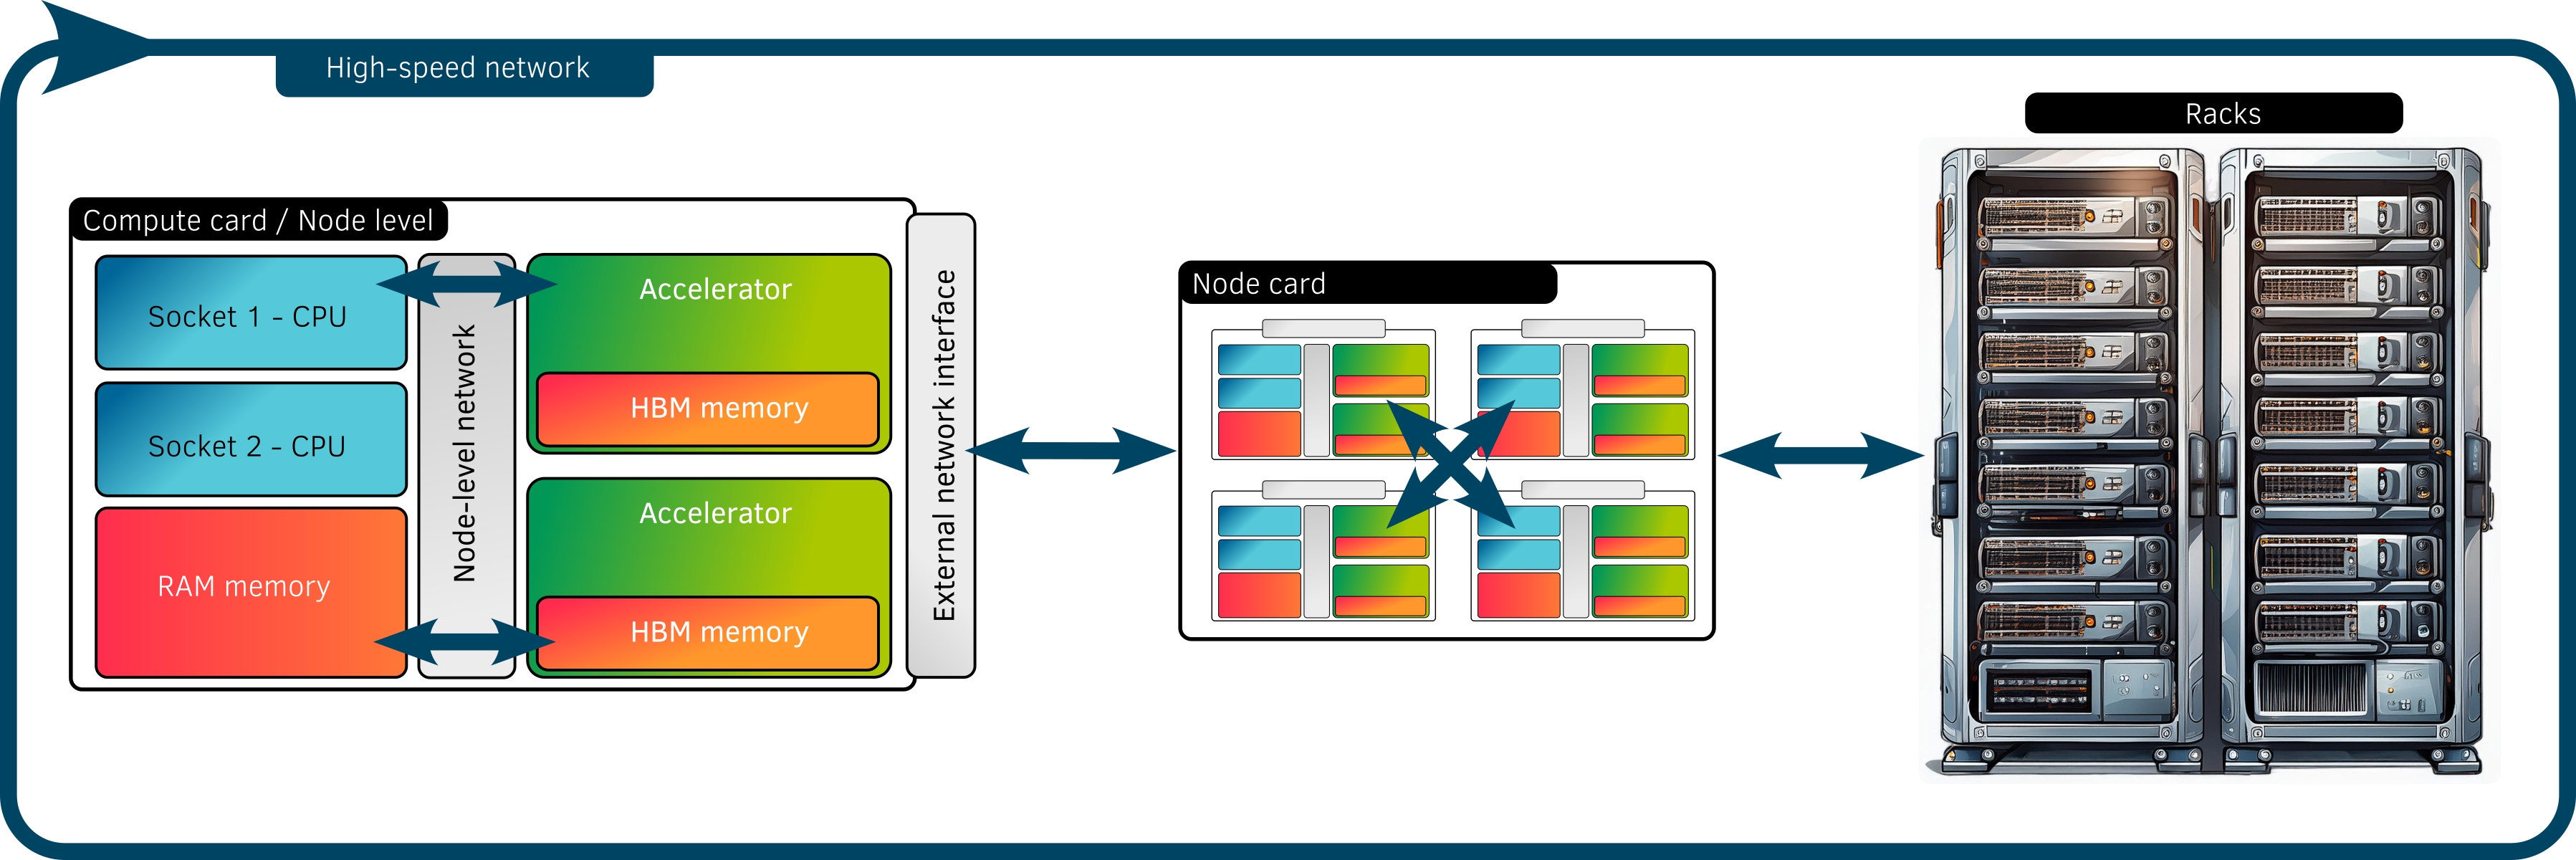 High-speed network
Racks
Compute card / Node level
Socket 1 - CPU
Socket 2 - CPU
RAM memory
Node-level network
Accelerator
HBM memory
Accelerator
HBM memory
External network interface
Node card